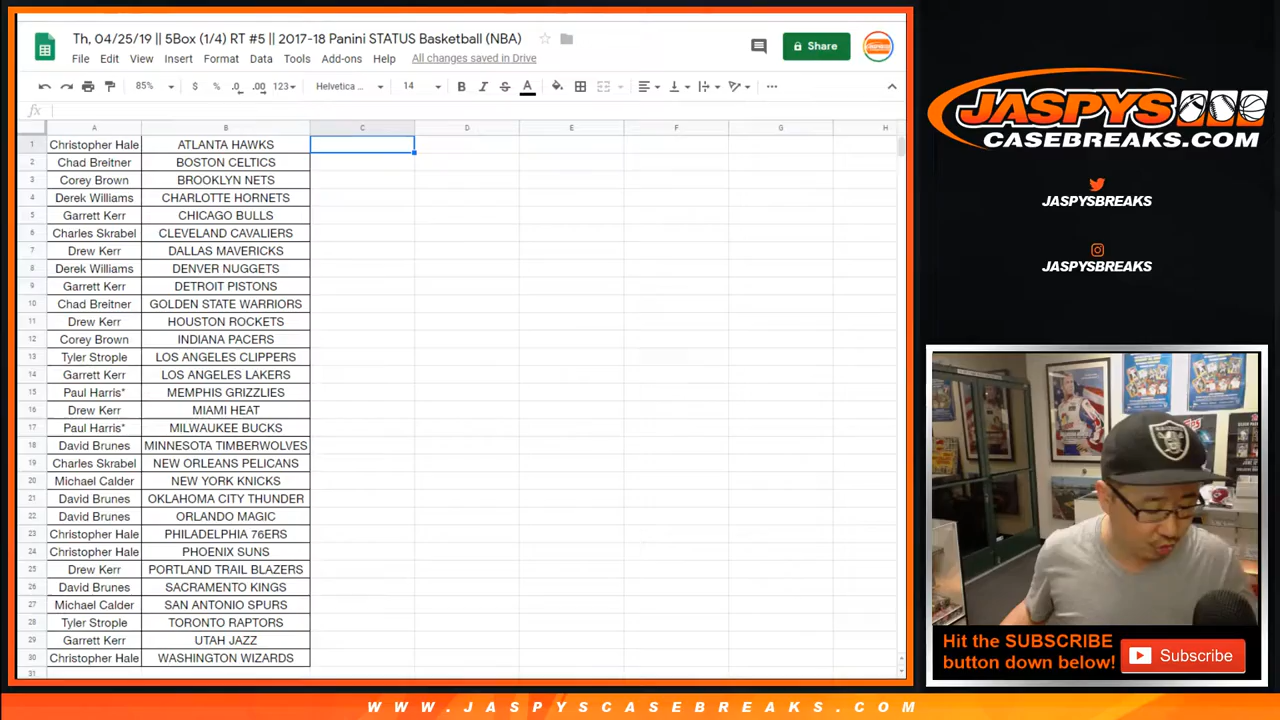 Th, 04/25/19 || 5Box (1/4) RT #5 || 2017-18 Panini STATUS Basketball (NBA)
File Edit View Insert Format Data Tools Add-ons Help All changes saved in Drive
Share
85% $ % .0 .00 123 Helvetica ... 14 B I S A
fx
A B C D E F G H
1 Christopher Hale ATLANTA HAWKS
2 Chad Breitner BOSTON CELTICS
3 Corey Brown BROOKLYN NETS
4 Derek Williams CHARLOTTE HORNETS
5 Garrett Kerr CHICAGO BULLS
6 Charles Skrabel CLEVELAND CAVALIERS
7 Drew Kerr DALLAS MAVERICKS
8 Derek Williams DENVER NUGGETS
9 Garrett Kerr DETROIT PISTONS
10 Chad Breitner GOLDEN STATE WARRIORS
11 Drew Kerr HOUSTON ROCKETS
12 Corey Brown INDIANA PACERS
13 Tyler Strople LOS ANGELES CLIPPERS
14 Garrett Kerr LOS ANGELES LAKERS
15 Paul Harris* MEMPHIS GRIZZLIES
16 Drew Kerr MIAMI HEAT
17 Paul Harris* MILWAUKEE BUCKS
18 David Brunes MINNESOTA TIMBERWOLVES
19 Charles Skrabel NEW ORLEANS PELICANS
20 Michael Calder NEW YORK KNICKS
21 David Brunes OKLAHOMA CITY THUNDER
22 David Brunes ORLANDO MAGIC
23 Christopher Hale PHILADELPHIA 76ERS
24 Christopher Hale PHOENIX SUNS
25 Drew Kerr PORTLAND TRAIL BLAZERS
26 David Brunes SACRAMENTO KINGS
27 Michael Calder SAN ANTONIO SPURS
28 Tyler Strople TORONTO RAPTORS
29 Garrett Kerr UTAH JAZZ
30 Christopher Hale WASHINGTON WIZARDS
31
JASPYS
CASEBREAKS.COM
JASPYSBREAKS
JASPYSBREAKS
RAIDERS
Hit the SUBSCRIBE
button down below!
Subscribe
WWW.JASPYSCASEBREAKS.COM